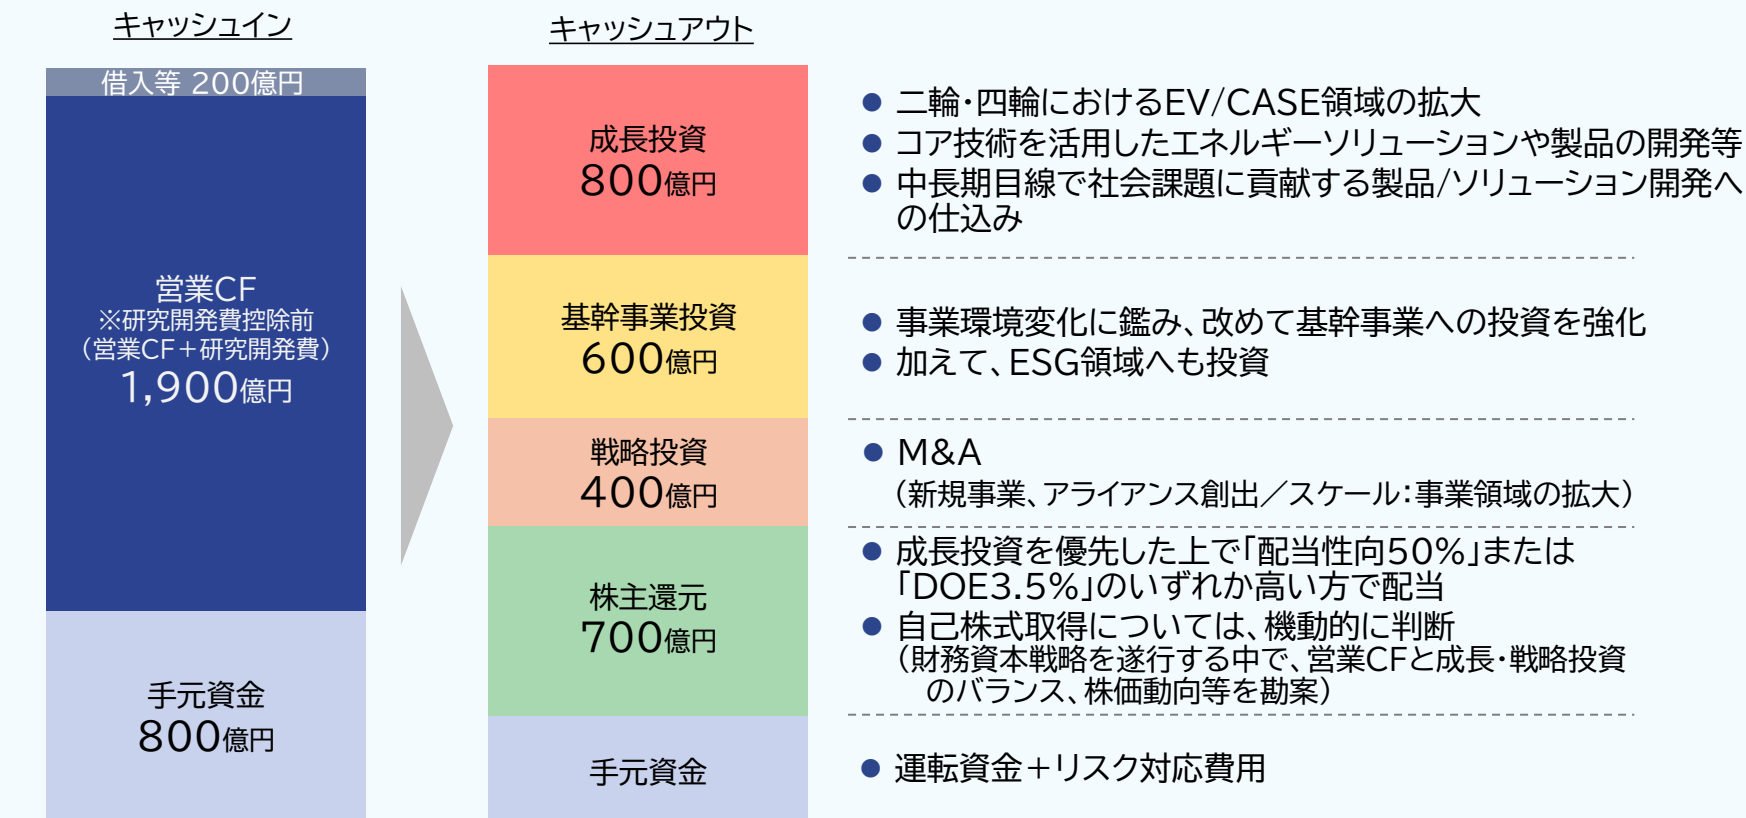 キャッシュイン
借入等 200億円
営業CF
※研究開発費控除前
（営業CF＋研究開発費）
1,900億円
手元資金
800億円
キャッシュアウト
成長投資
800億円
● 二輪・四輪におけるEV/CASE領域の拡大
● コア技術を活用したエネルギーソリューションや製品の開発等
● 中長期目線で社会課題に貢献する製品/ソリューション開発へ
の仕込み
基幹事業投資
600億円
● 事業環境変化に鑑み、改めて基幹事業への投資を強化
● 加えて、ESG領域へも投資
戦略投資
400億円
● M&A
（新規事業、アライアンス創出／スケール：事業領域の拡大）
株主還元
700億円
● 成長投資を優先した上で「配当性向50%」または
「DOE3.5%」のいずれか高い方で配当
● 自己株式取得については、機動的に判断
（財務資本戦略を遂行する中で、営業CFと成長・戦略投資
のバランス、株価動向等を勘案）
手元資金
● 運転資金＋リスク対応費用